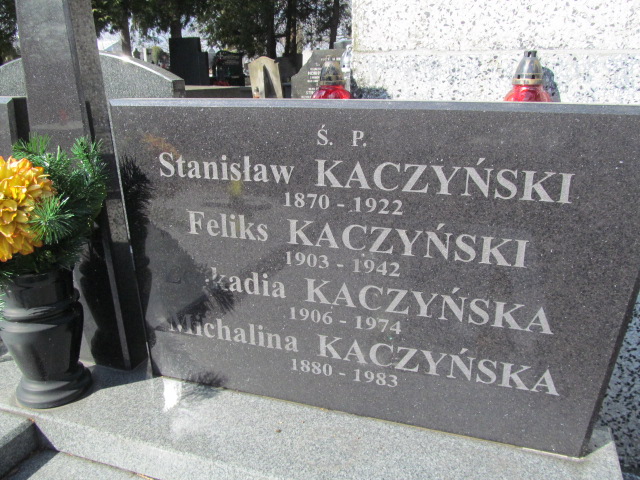 Ś. P.
Stanisław KACZYŃSKI
1870 - 1922
Feliks KACZYŃSKI
1903 - 1942
KACZYŃSKA
1906 - 1974
Michalina KACZYŃSKA
1880 - 1983